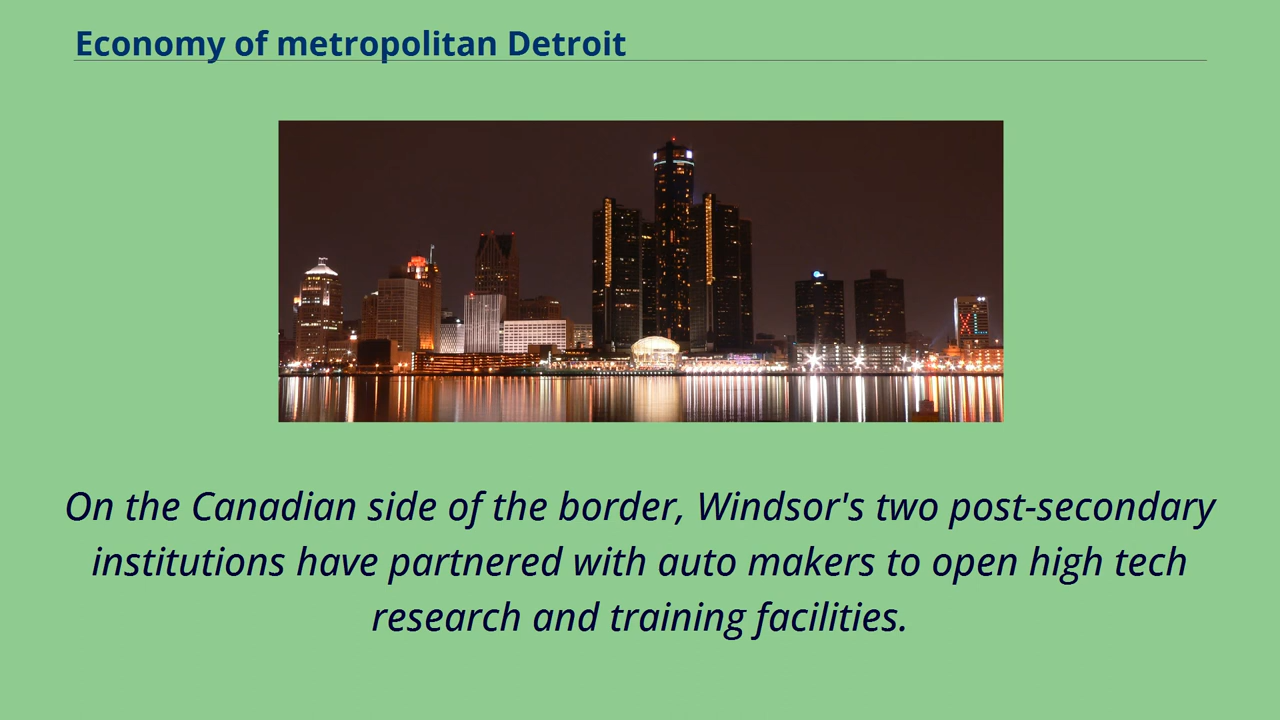 Economy of metropolitan Detroit
On the Canadian side of the border, Windsor's two post-secondary
institutions have partnered with auto makers to open high tech
research and training facilities.